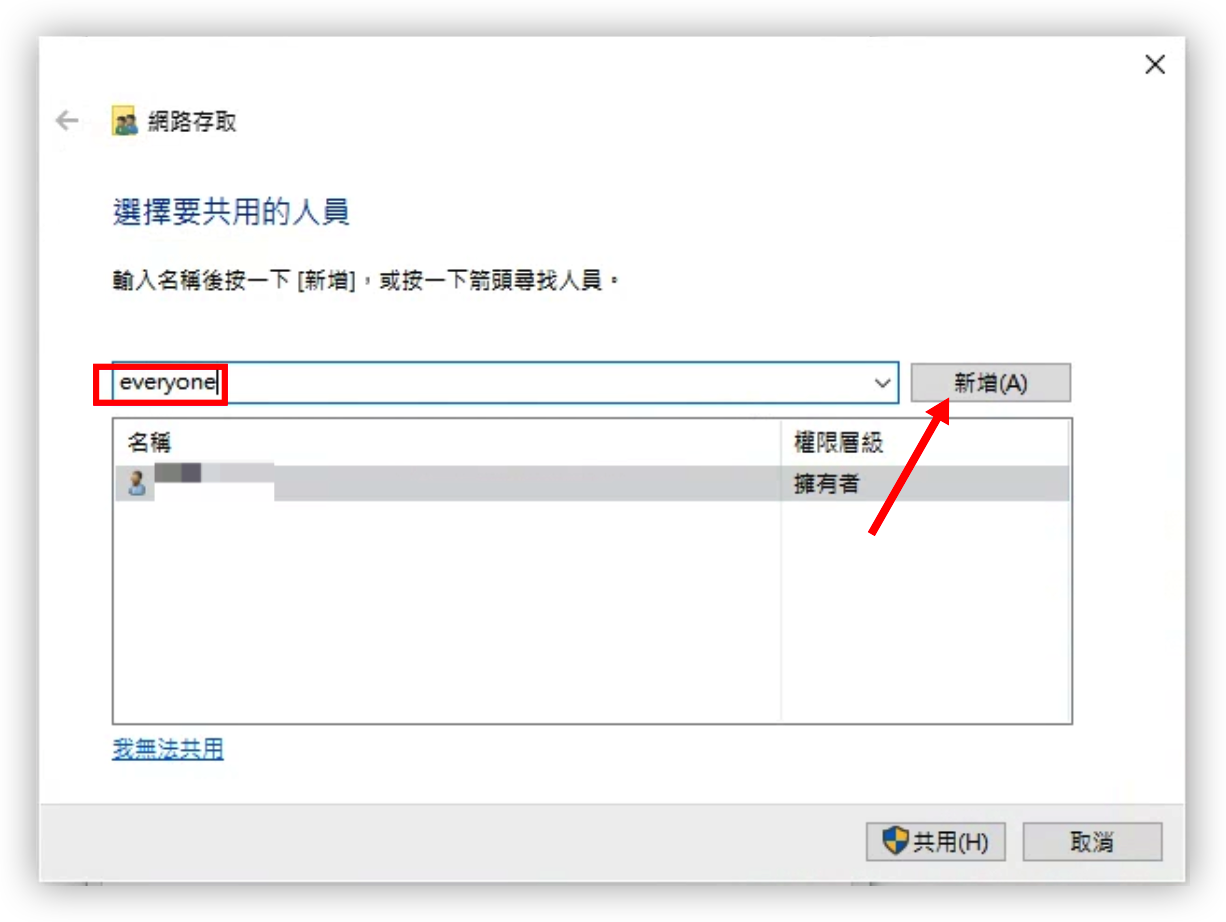 網路存取
選擇要共用的人員
輸入名稱後按一下 [新增]，或按一下箭頭尋找人員。
everyone
新增(A)
名稱 權限層級
擁有者
我無法共用
共用(H) 取消